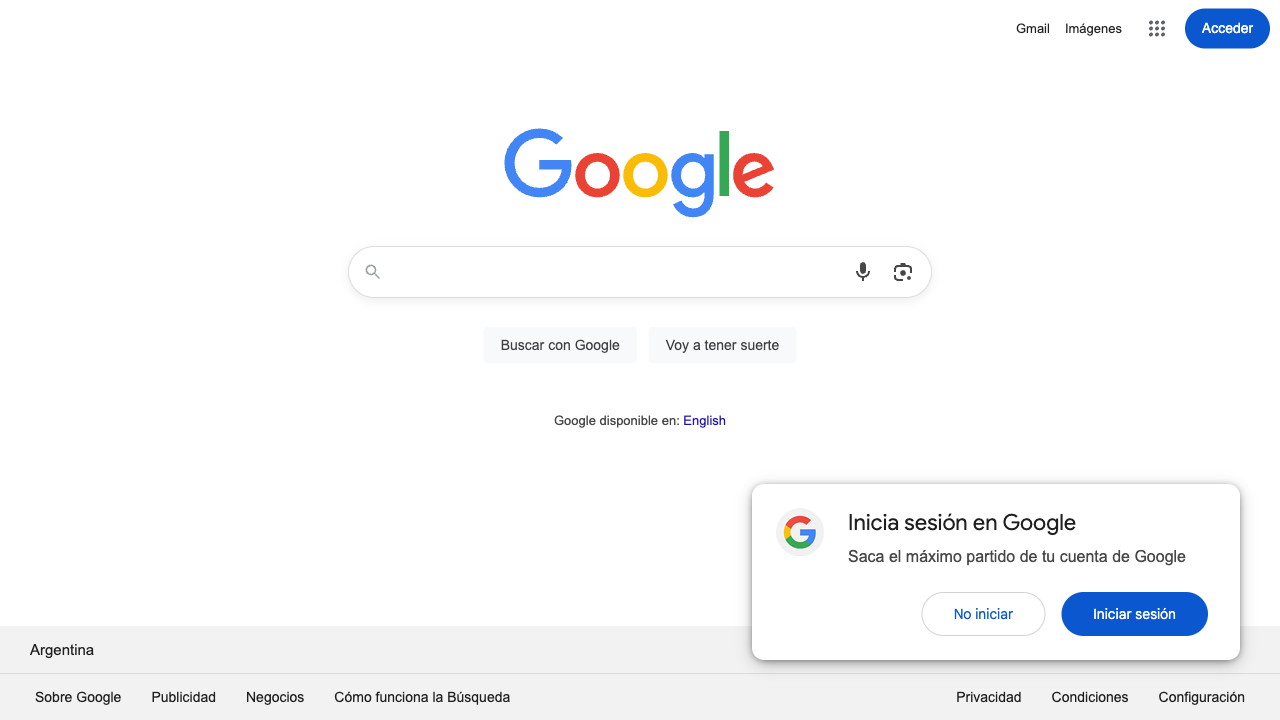 Gmail Imágenes Acceder
Google
Buscar con Google Voy a tener suerte
Google disponible en: English
Inicia sesión en Google
Saca el máximo partido de tu cuenta de Google
No iniciar Iniciar sesión
Argentina
Sobre Google Publicidad Negocios Cómo funciona la Búsqueda Privacidad Condiciones Configuración